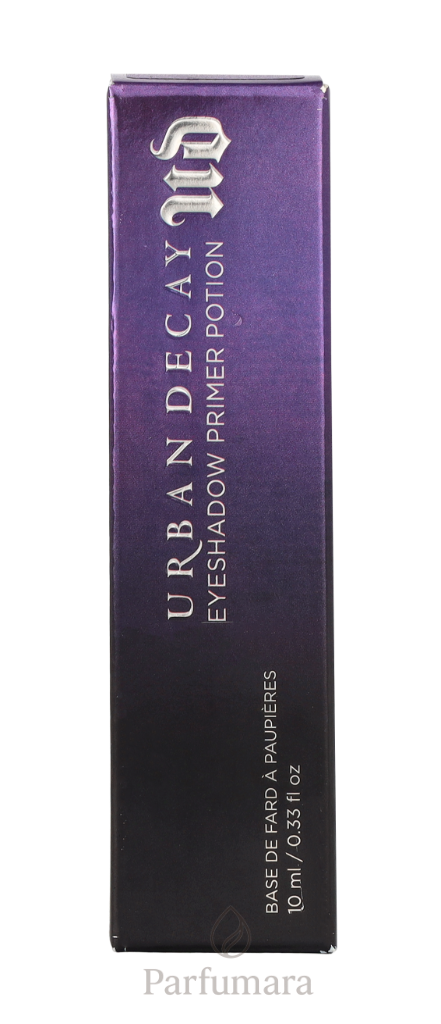 UD
URBAN DECAY
EYESHADOW PRIMER POTION
BASE DE FARD À PAUPIÈRES
10 ml / 0.33 fl oz
Parfumara